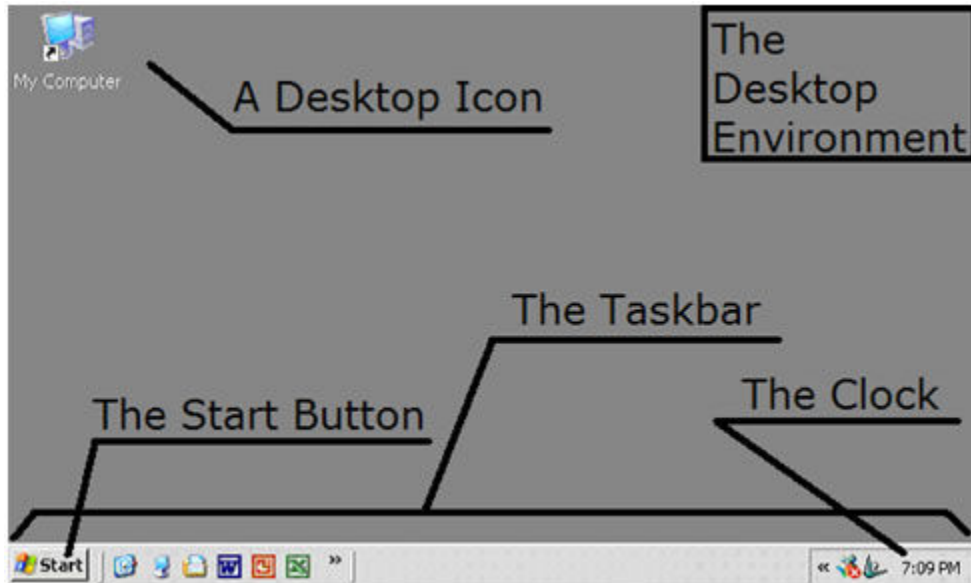 My Computer
A Desktop Icon
The
Desktop
Environment
The Taskbar
The Start Button
The Clock
Start
W
»
«
7:09 PM